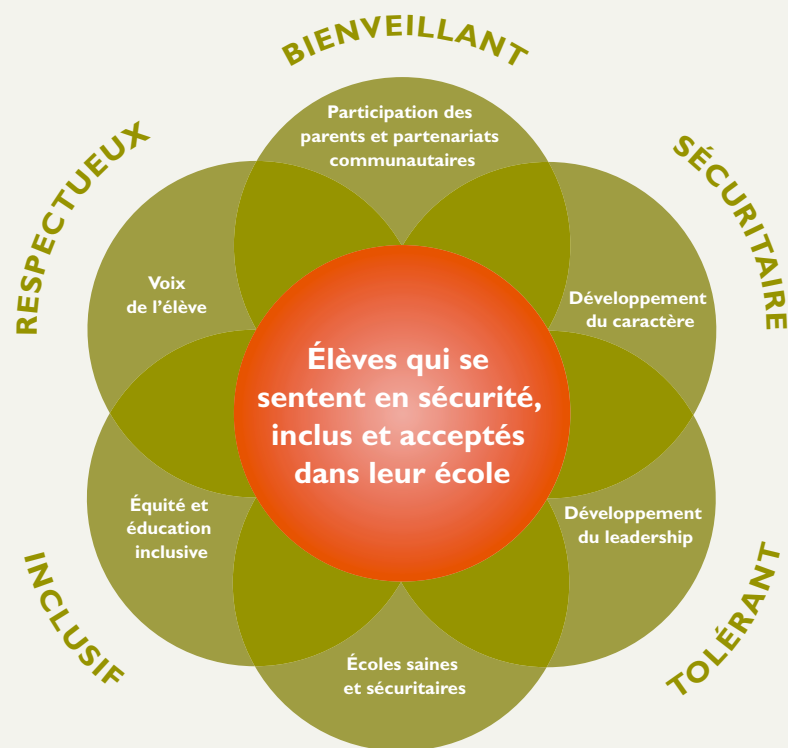 BIENVEILLANT
Participation des
parents et partenariats
communautaires
RESPECTUEUX
SÉCURITAIRE
Voix
de l’élève
Développement
du caractère
Élèves qui se
sentent en sécurité,
inclus et acceptés
dans leur école
Équité et
éducation
inclusive
Développement
du leadership
INCLUSIF
TOLÉRANT
Écoles saines
et sécuritaires